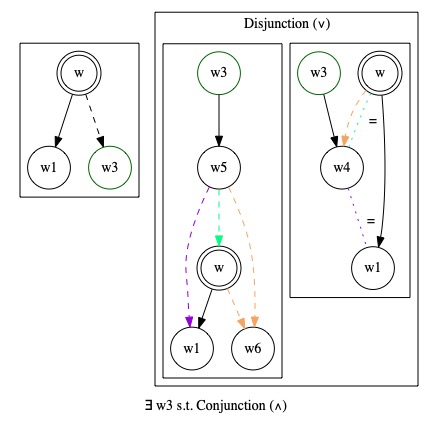 Disjunction (∨)
w
w1
w3
w3
w5
w
w1
w6
w3
w
=
w4
=
w1
∃ w3 s.t. Conjunction (∧)